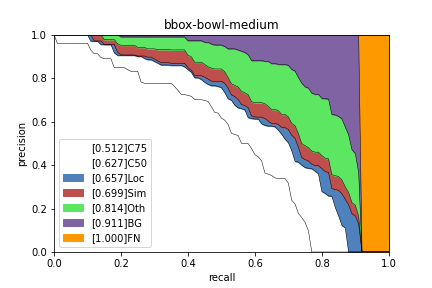 bbox-bowl-medium
1.0
0.8
0.6
0.4
0.2
0.0
precision
[0.512]C75
[0.627]C50
[0.657]Loc
[0.699]Sim
[0.814]Oth
[0.911]BG
[1.000]FN
0.0 0.2 0.4 0.6 0.8 1.0
recall